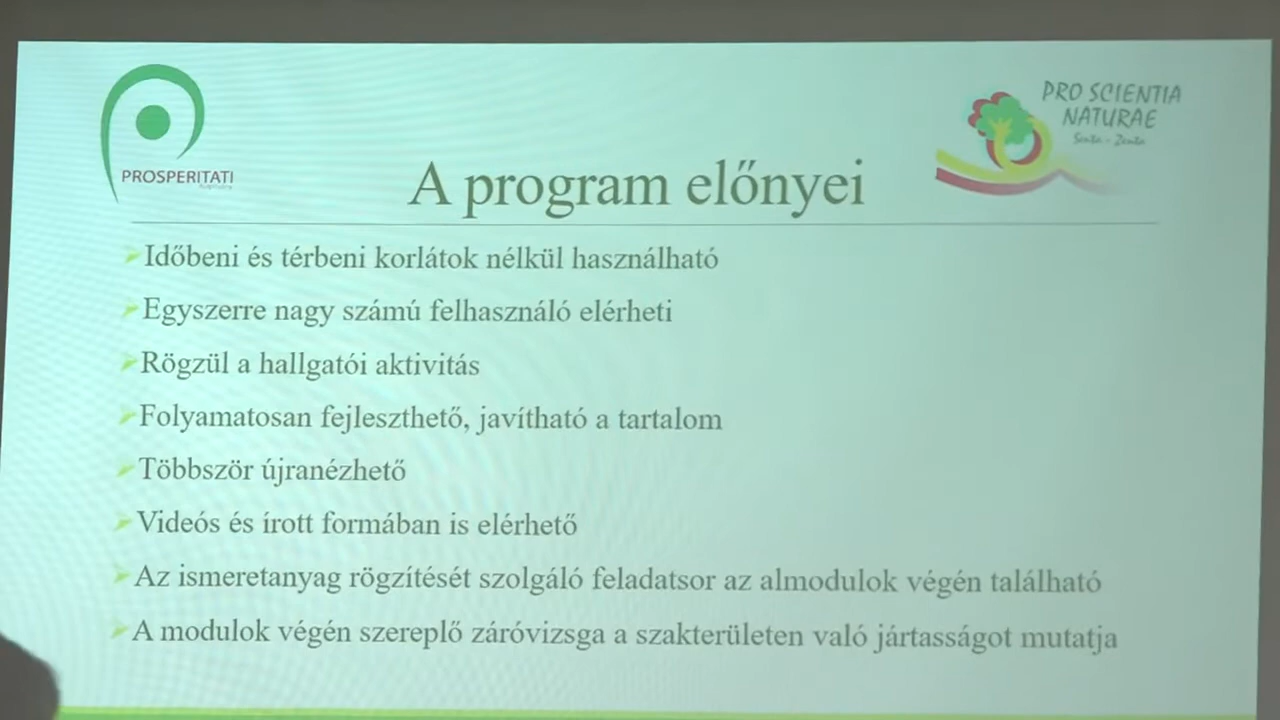 PROSPERITATI
PRO SCIENTIA
NATURAE
Senta - Zenta
A program előnyei
Időbeni és térbeni korlátok nélkül használható
Egyszerre nagy számú felhasználó elérheti
Rögzül a hallgatói aktivitás
Folyamatosan fejleszthető, javítható a tartalom
Többször újranézhető
Videós és írott formában is elérhető
Az ismeretanyag rögzítését szolgáló feladatsor az almodulok végén található
A modulok végén szereplő záróvizsga a szakterületen való jártasságot mutatja